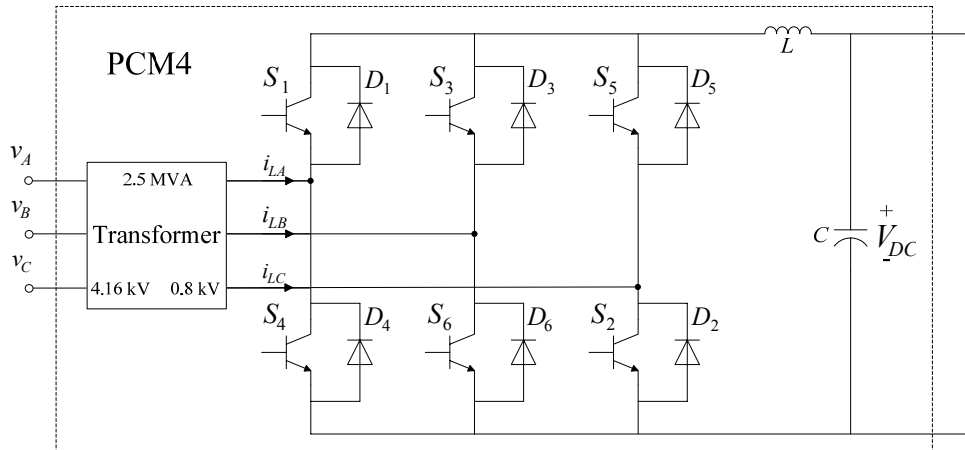 PCM4
S1 D1 S3 D3 S5 D5
L
vA
2.5 MVA
iLA
vB
Transformer
iLB
C
+
VDC
-
vC
4.16 kV 0.8 kV
iLC
S4 D4 S6 D6 S2 D2